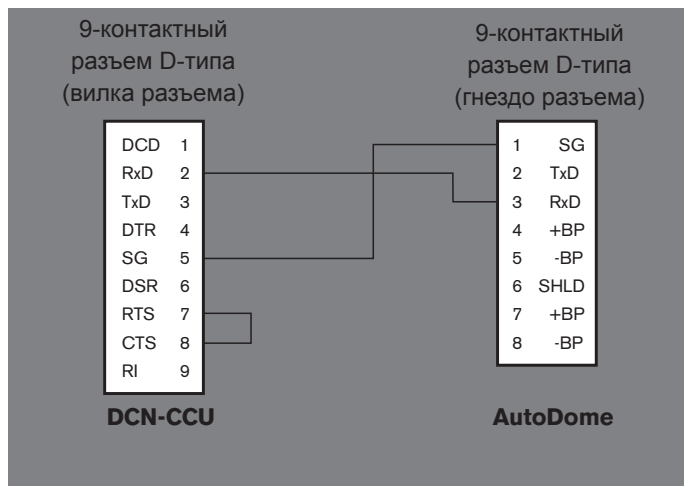 9-контактный
разъем D-типа
(вилка разъема)
9-контактный
разъем D-типа
(гнездо разъема)
DCD 1
RxD 2
TxD 3
DTR 4
SG 5
DSR 6
RTS 7
CTS 8
RI 9
1 SG
2 TxD
3 RxD
4 +BP
5 -BP
6 SHLD
7 +BP
8 -BP
DCN-CCU
AutoDome